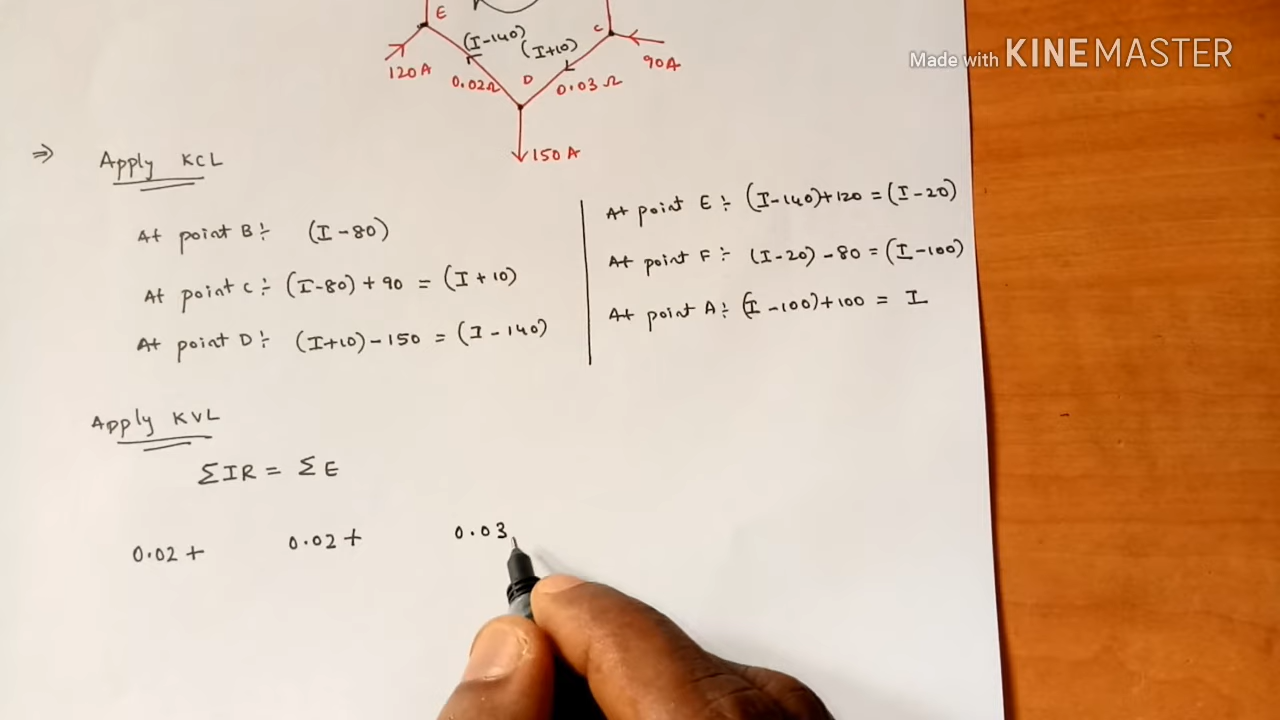 Made with KINEMASTER
E
C
(I-140)
(I+10)
120 A
90A
0.02Ω
D
0.03 Ω
150 A
⇒ Apply KCL
At point B:- (I-80)
At point C:- (I-80)+90 = (I+10)
At point D:- (I+10)-150 = (I-140)
At point E:- (I-140)+120 = (I-20)
At point F:- (I-20)-80 = (I-100)
At point A:- (I-100)+100 = I
Apply KVL
ΣIR = ΣE
0.02+ 0.02+ 0.03